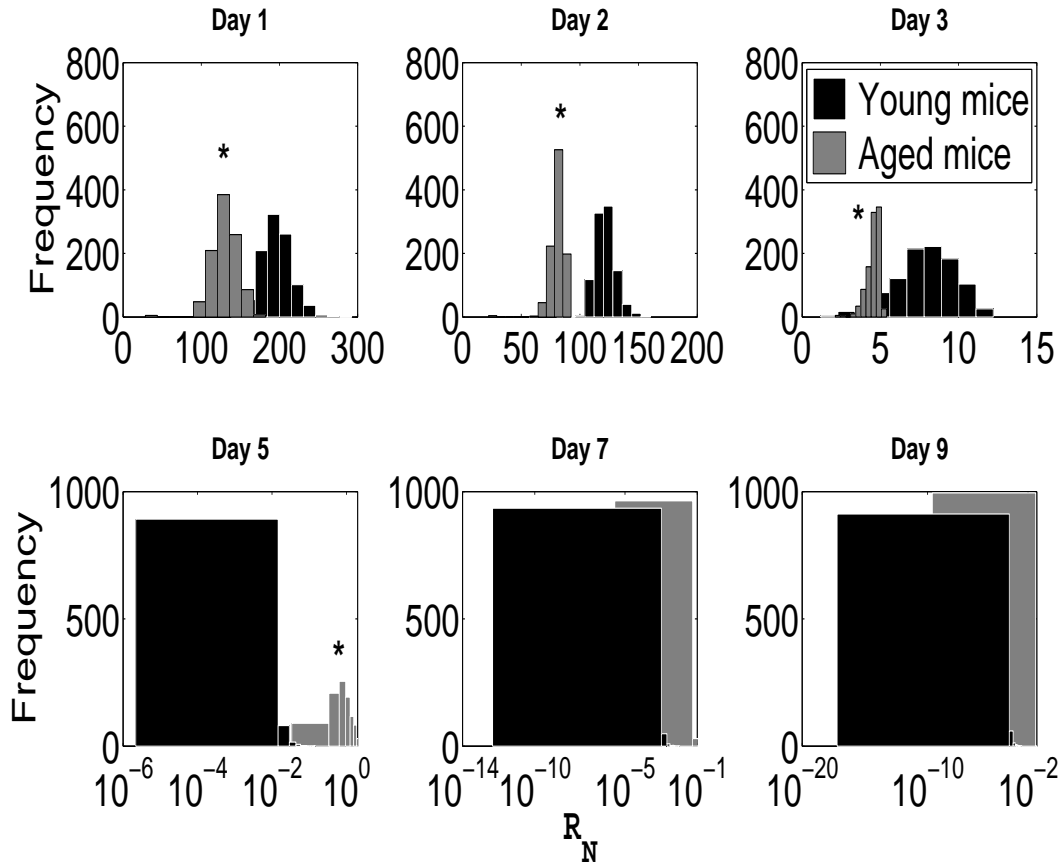 Day 1
Day 2
Day 3
800
600
400
200
0
Frequency
*
0 100 200 300
800
600
400
200
0
*
0 50 100 150 200
800
600
400
200
0
*
Young mice
Aged mice
0 5 10 15
Day 5
Day 7
Day 9
1000
500
0
Frequency
*
10^-6 10^-4 10^-2 10^0
1000
500
0
10^-14 10^-10 10^-5 10^-1
1000
500
0
10^-20 10^-10 10^-2
R_N